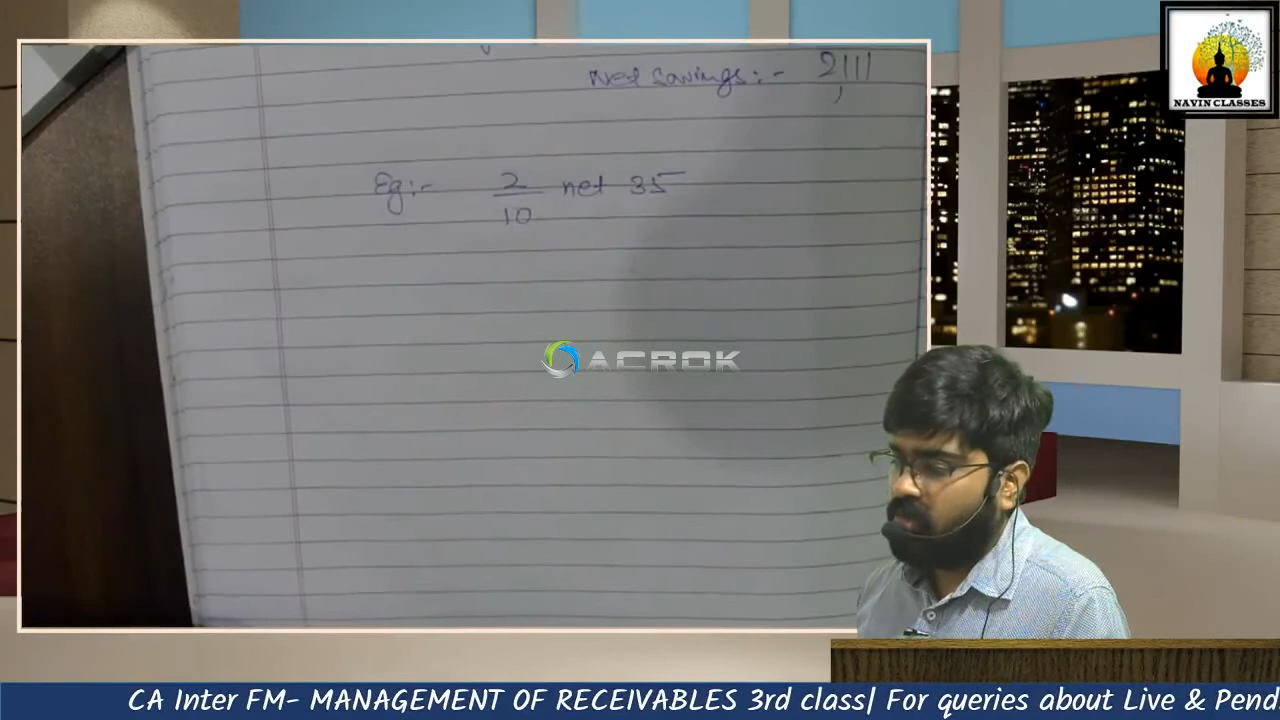 Net Savings:- 2111
Eg:- 2/10 net 35
ACROK
NAVIN CLASSES
CA Inter FM- MANAGEMENT OF RECEIVABLES 3rd class| For queries about Live & Pend